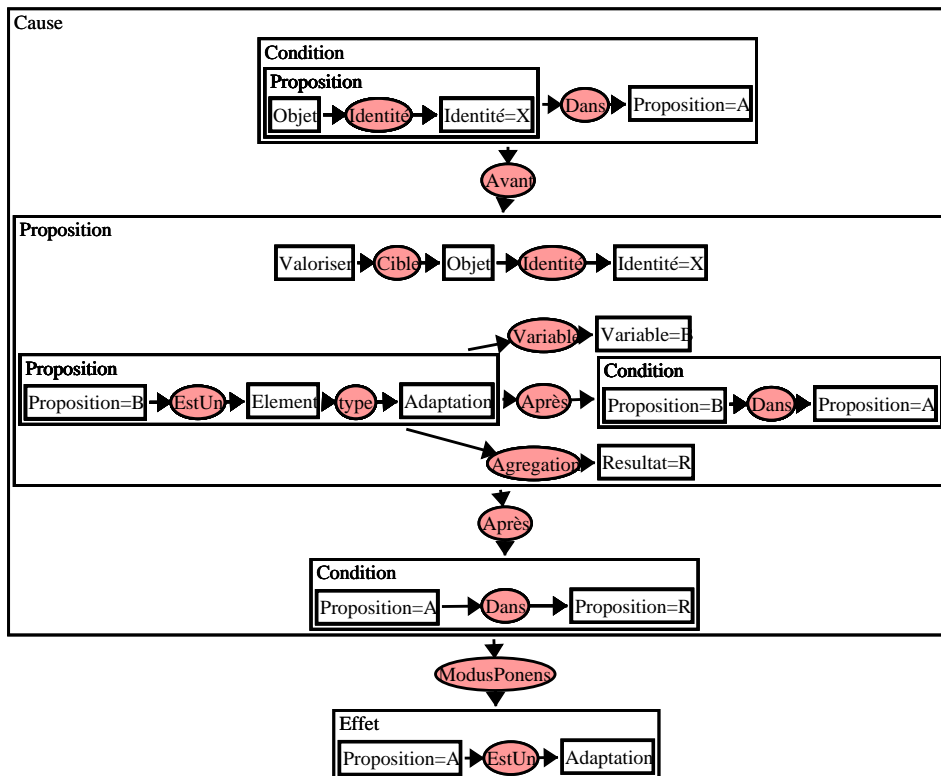 Cause
Condition
Proposition
Objet Identité Identité=X Dans Proposition=A
Avant
Proposition
Valoriser Cible Objet Identité Identité=X
Variable Variable=B
Proposition Condition
Proposition=B EstUn Element type Adaptation Après Proposition=B Dans Proposition=A
Agregation Resultat=R
Après
Condition
Proposition=A Dans Proposition=R
ModusPonens
Effet
Proposition=A EstUn Adaptation